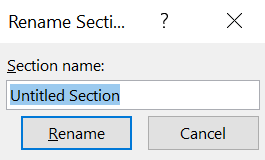 Rename Secti...
Section name:
Untitled Section
Rename Cancel